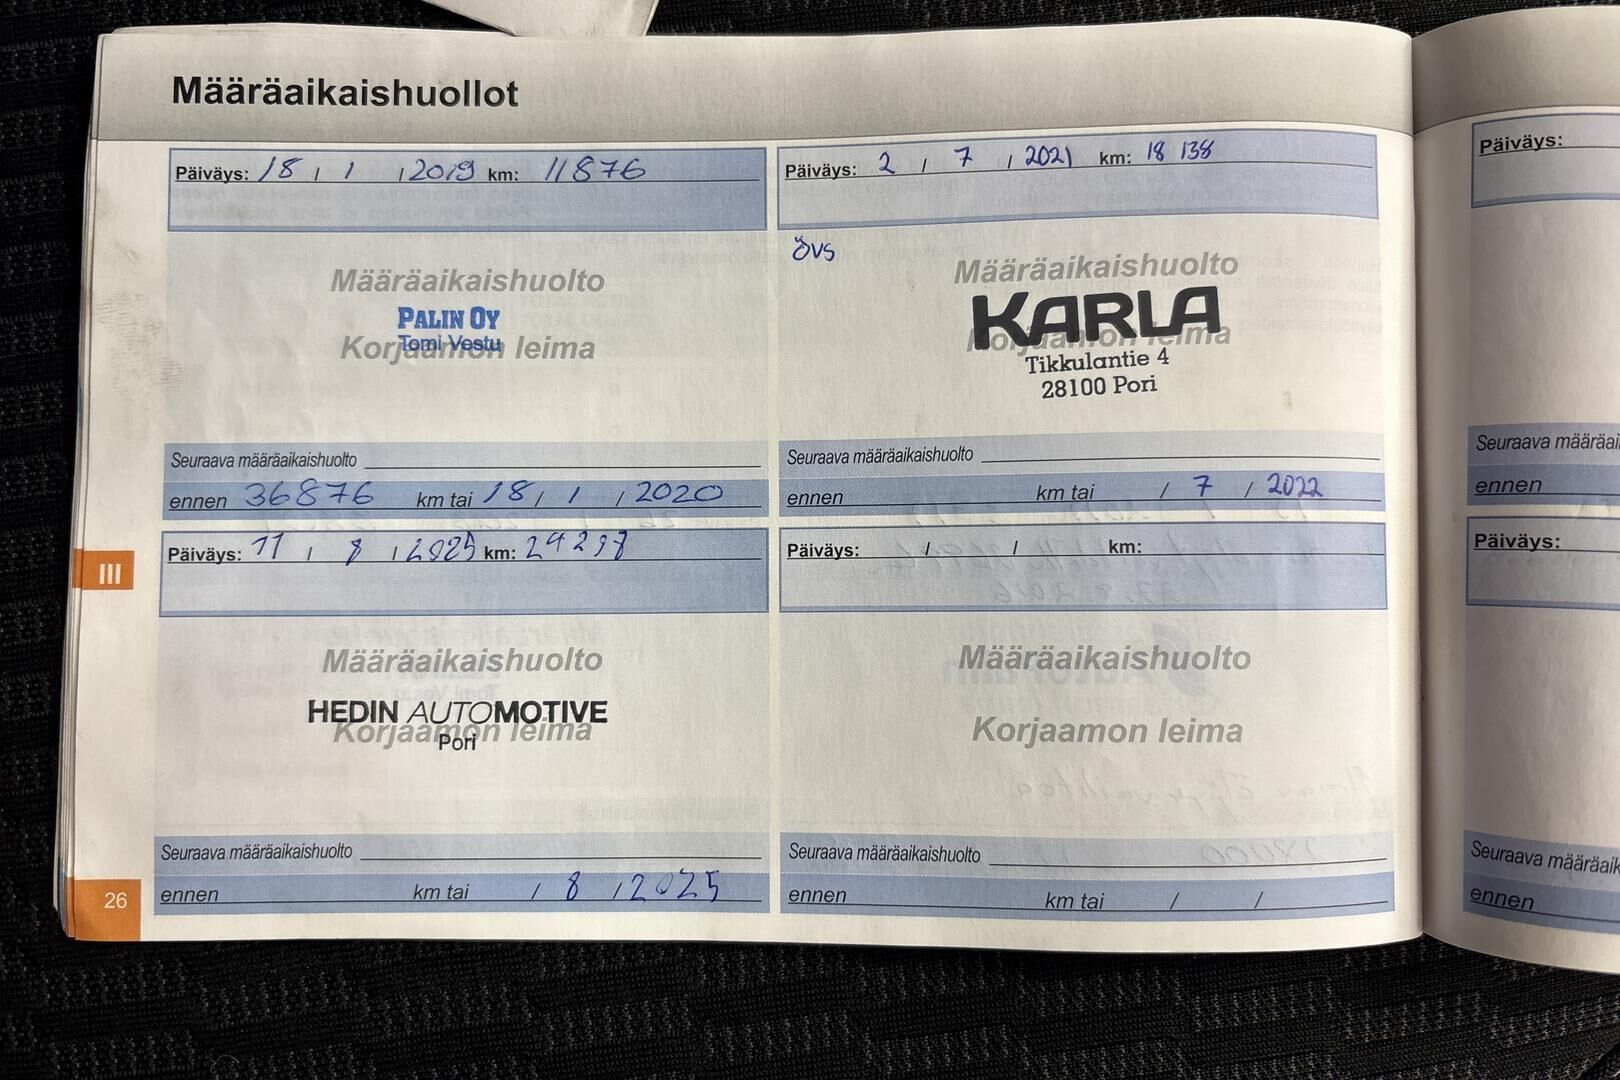 Määräaikaishuollot
Päiväys: 18 / 1 / 2019 km: 11876
Määräaikaishuolto
PALIN OY
Tomi Vestu
Korjaamon leima
Seuraava määräaikaishuolto
ennen 36876 km tai 18 / 1 / 2020
Päiväys: 2 / 7 / 2021 km: 18 138
övs
Määräaikaishuolto
KARLA
Korjaamon leima
Tikkulantie 4
28100 Pori
Seuraava määräaikaishuolto
ennen km tai / 7 / 2022
Päiväys: 11 / 8 / 2025 km:
Määräaikaishuolto
HEDIN AUTOMOTIVE
Korjaamon leima
Pori
Seuraava määräaikaishuolto
ennen km tai / 8 / 2025
Päiväys: / / km:
Määräaikaishuolto
Korjaamon leima
Seuraava määräaikaishuolto
ennen km tai / /
III
26
Päiväys:
Seuraava määräai
ennen
Päiväys:
Seuraava määräaik
ennen